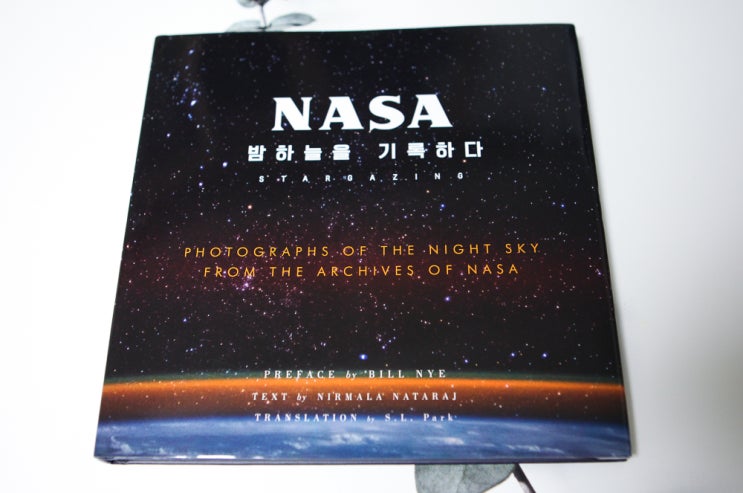 NASA
밤하늘을 기록하다
STARGAZING
PHOTOGRAPHS OF THE NIGHT SKY
FROM THE ARCHIVES OF NASA
PREFACE by BILL NYE
TEXT by NIRMALA NATARAJ
TRANSLATION by S.L. Park